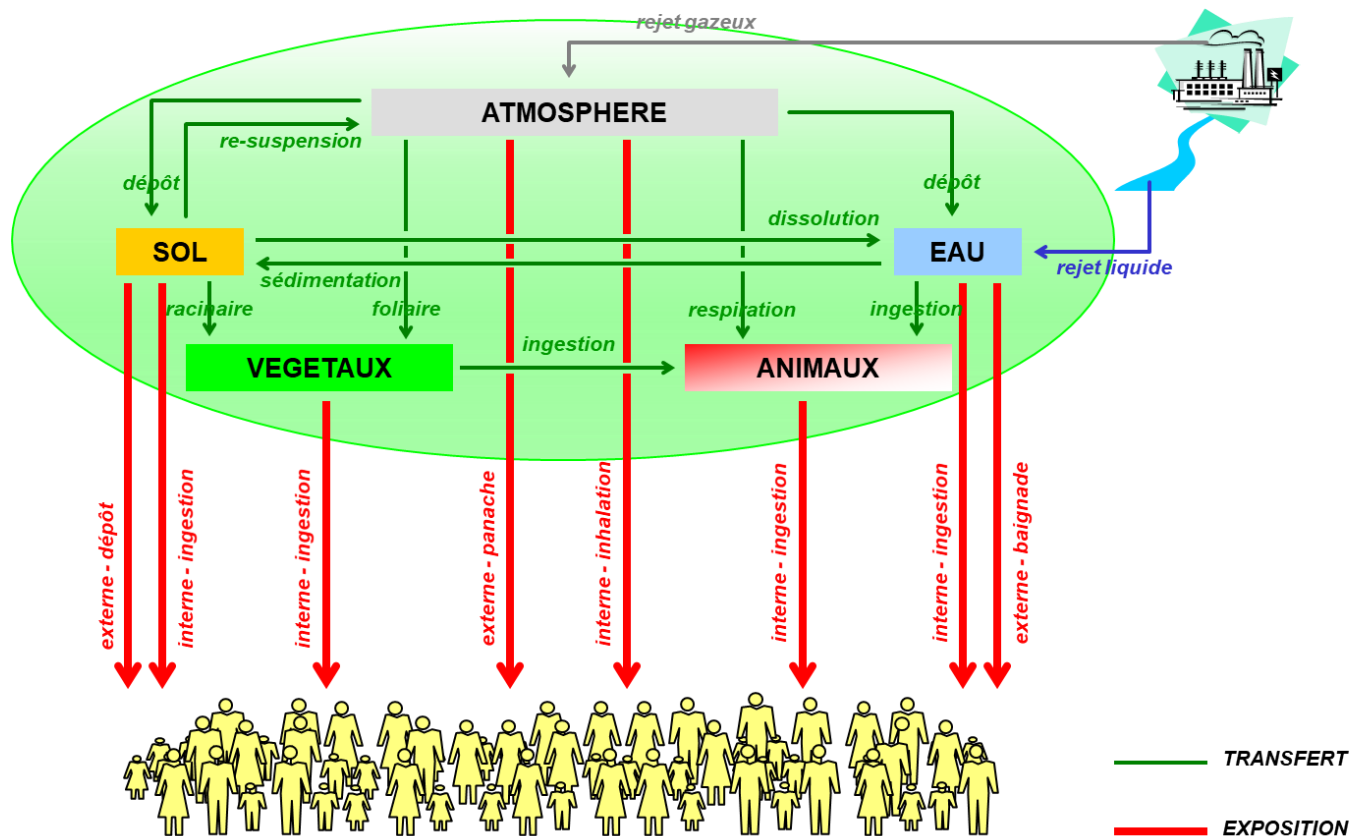 rejet gazeux
ATMOSPHERE
re-suspension
dépôt
dépôt
dissolution
SOL
EAU
sédimentation
rejet liquide
racinaire
foliaire
respiration
ingestion
ingestion
VEGETAUX
ANIMAUX
externe - dépôt
interne - ingestion
interne - ingestion
externe - panache
interne - inhalation
interne - ingestion
interne - ingestion
externe - baignade
TRANSFERT
EXPOSITION